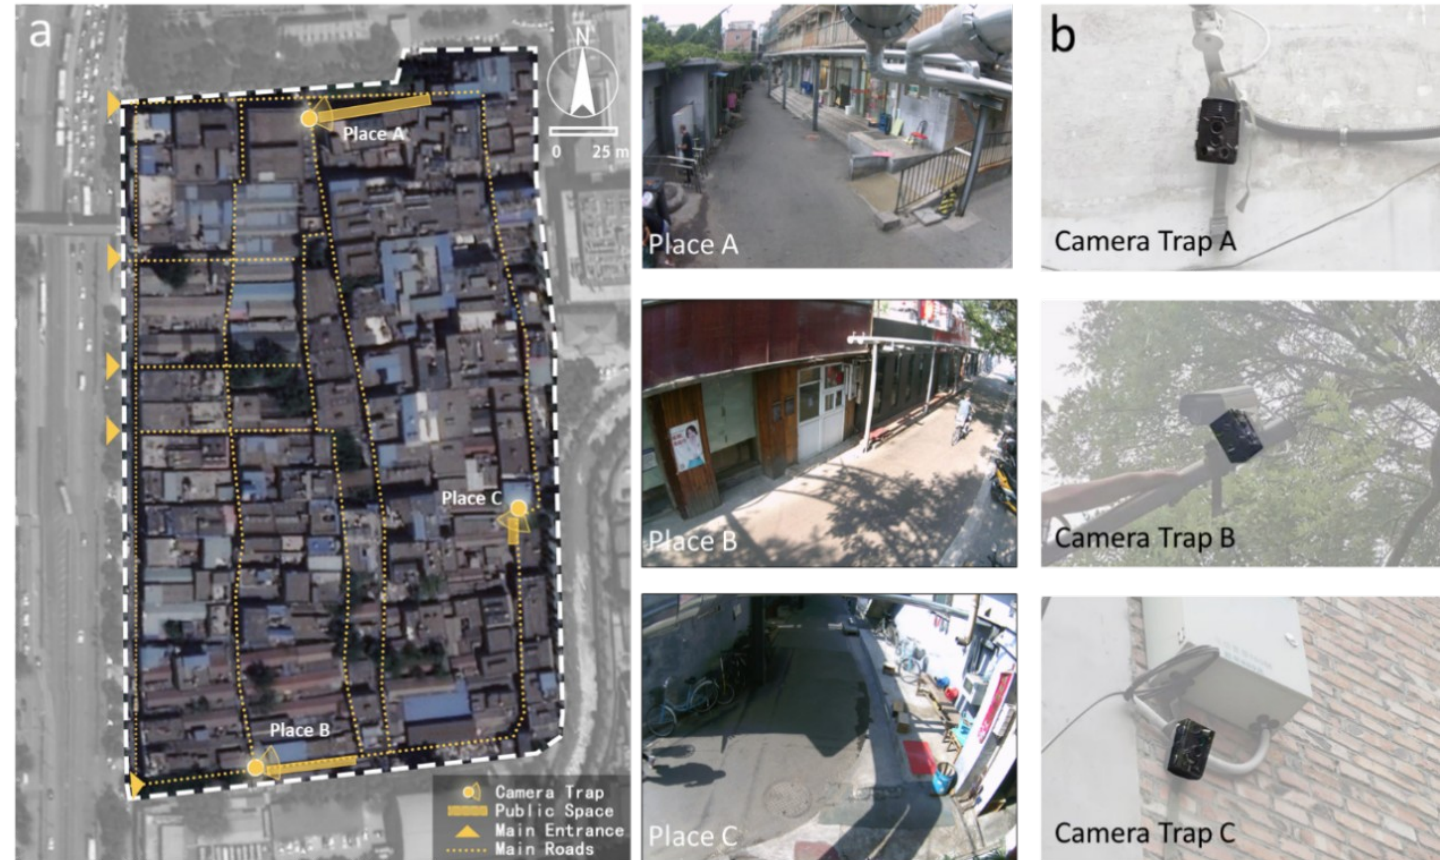 a
N
0 25 m
Place A
Place C
Place B
Camera Trap
Public Space
Main Entrance
Main Roads
Place A
Place B
Place C
b
Camera Trap A
Camera Trap B
Camera Trap C